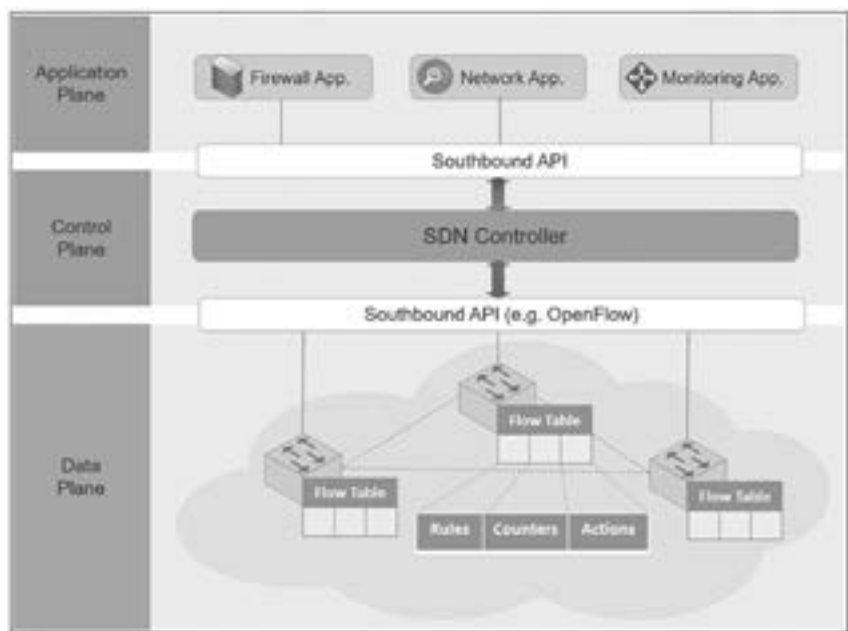 Application
Plane
Firewall App.
Network App.
Monitoring App.
Southbound API
Control
Plane
SDN Controller
Southbound API (e.g. OpenFlow)
Data
Plane
Flow Table
Flow Table
Flow Table
Rules
Counters
Actions